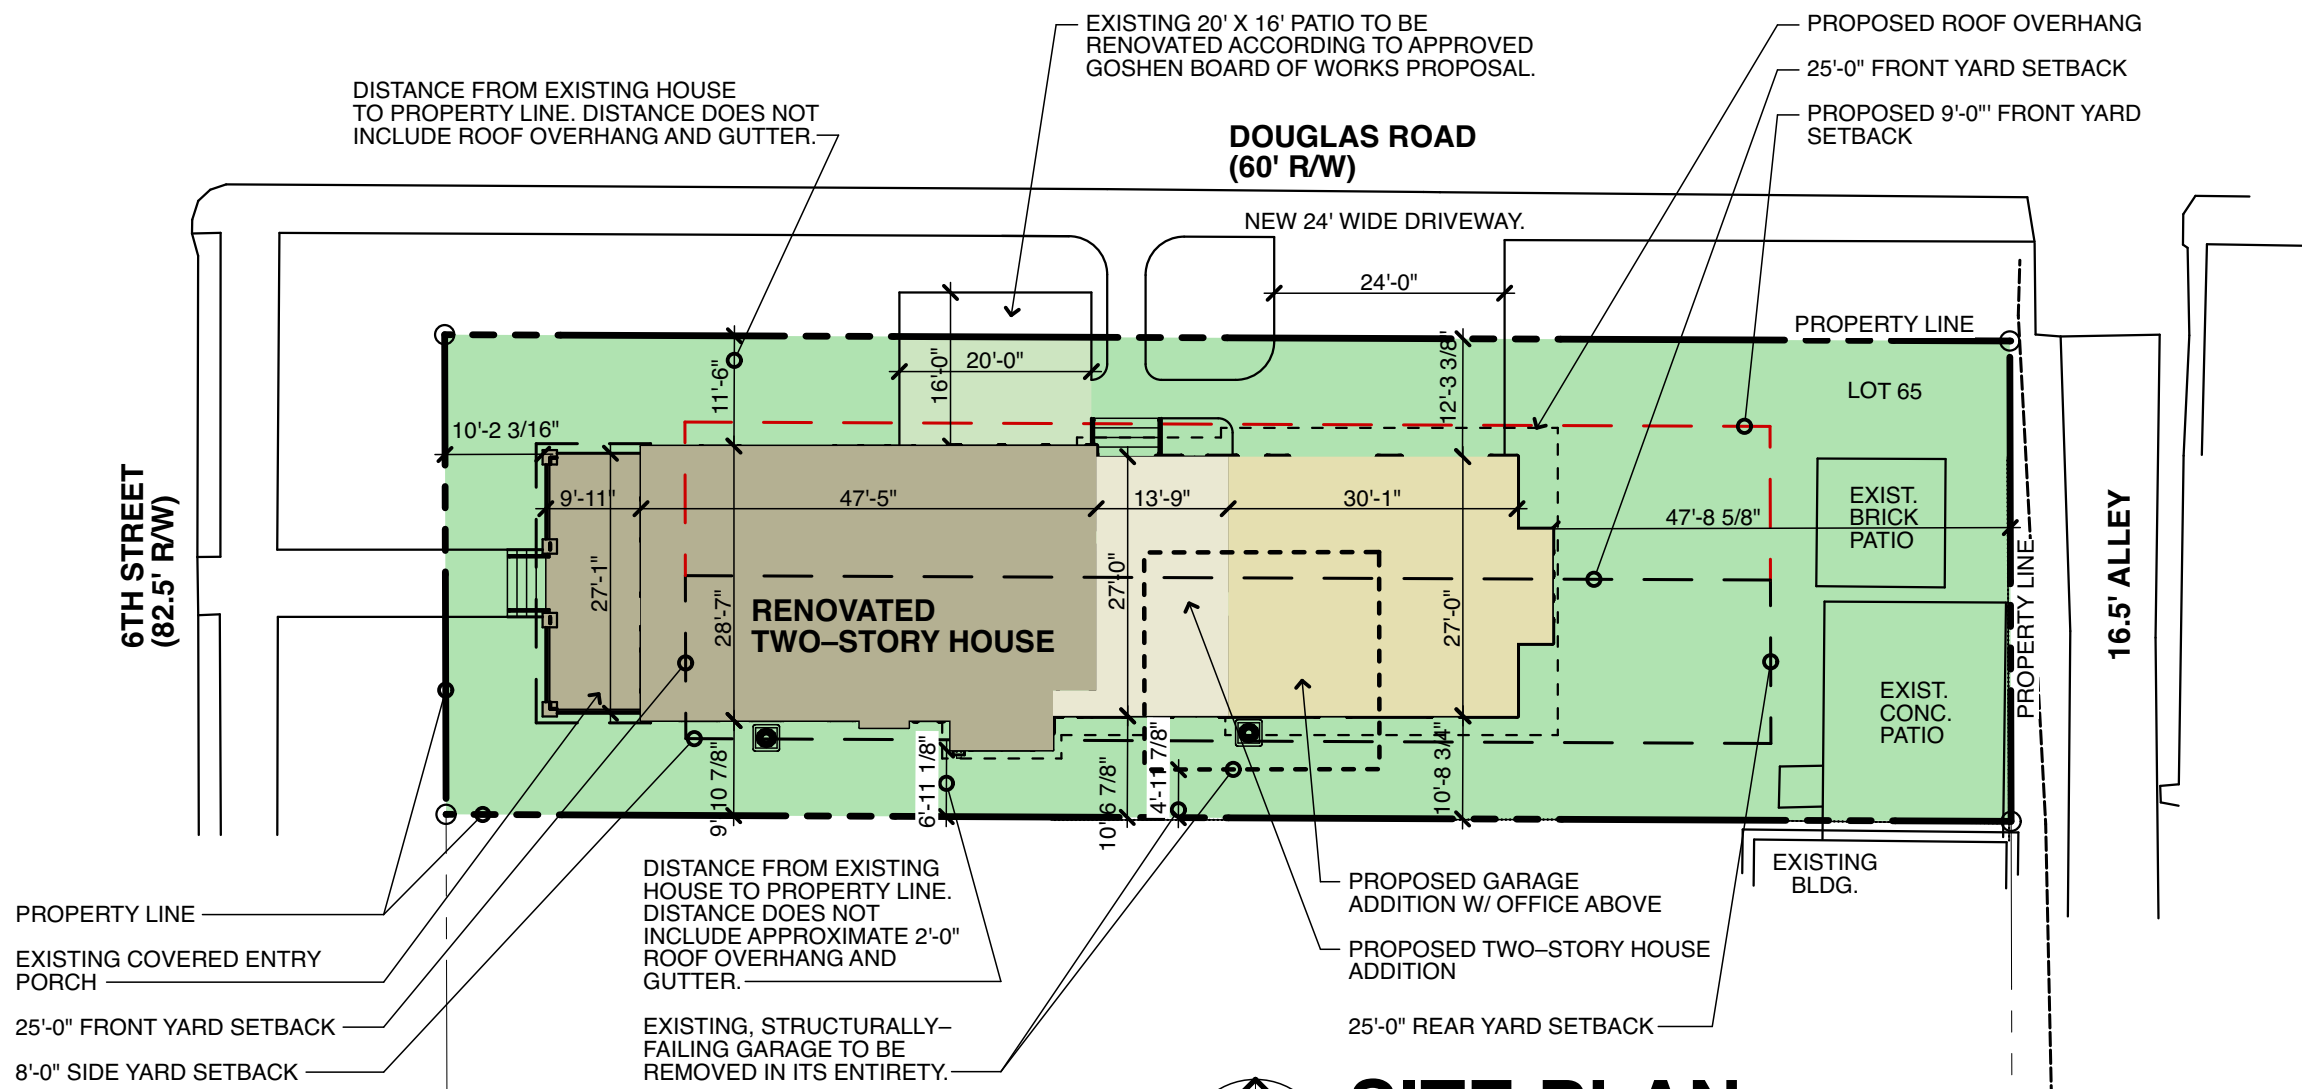 EXISTING 20' X 16' PATIO TO BE
RENOVATED ACCORDING TO APPROVED
GOSHEN BOARD OF WORKS PROPOSAL.
PROPOSED ROOF OVERHANG
25'-0" FRONT YARD SETBACK
PROPOSED 9'-0"' FRONT YARD
SETBACK
DISTANCE FROM EXISTING HOUSE
TO PROPERTY LINE. DISTANCE DOES NOT
INCLUDE ROOF OVERHANG AND GUTTER.
DOUGLAS ROAD
(60' R/W)
NEW 24' WIDE DRIVEWAY.
24'-0"
PROPERTY LINE
11'-6"
16'-0"
20'-0"
12'-3 3/8"
LOT 65
10'-2 3/16"
9'-11"
47'-5"
13'-9"
30'-1"
47'-8 5/8"
EXIST.
BRICK
PATIO
6TH STREET
(82.5' R/W)
27'-1"
28'-7"
RENOVATED
TWO–STORY HOUSE
27'-0"
27'-0"
PROPERTY LINE
16.5' ALLEY
EXIST.
CONC.
PATIO
9'-10 7/8"
6'-11 1/8"
10'-6 7/8"
4'-11 7/8"
10'-8 3/4"
EXISTING
BLDG.
DISTANCE FROM EXISTING
HOUSE TO PROPERTY LINE.
DISTANCE DOES NOT
INCLUDE APPROXIMATE 2'-0"
ROOF OVERHANG AND
GUTTER.
PROPOSED GARAGE
ADDITION W/ OFFICE ABOVE
PROPOSED TWO–STORY HOUSE
ADDITION
PROPERTY LINE
EXISTING COVERED ENTRY
PORCH
25'-0" FRONT YARD SETBACK
8'-0" SIDE YARD SETBACK
EXISTING, STRUCTURALLY–
FAILING GARAGE TO BE
REMOVED IN ITS ENTIRETY.
25'-0" REAR YARD SETBACK
SITE PLAN